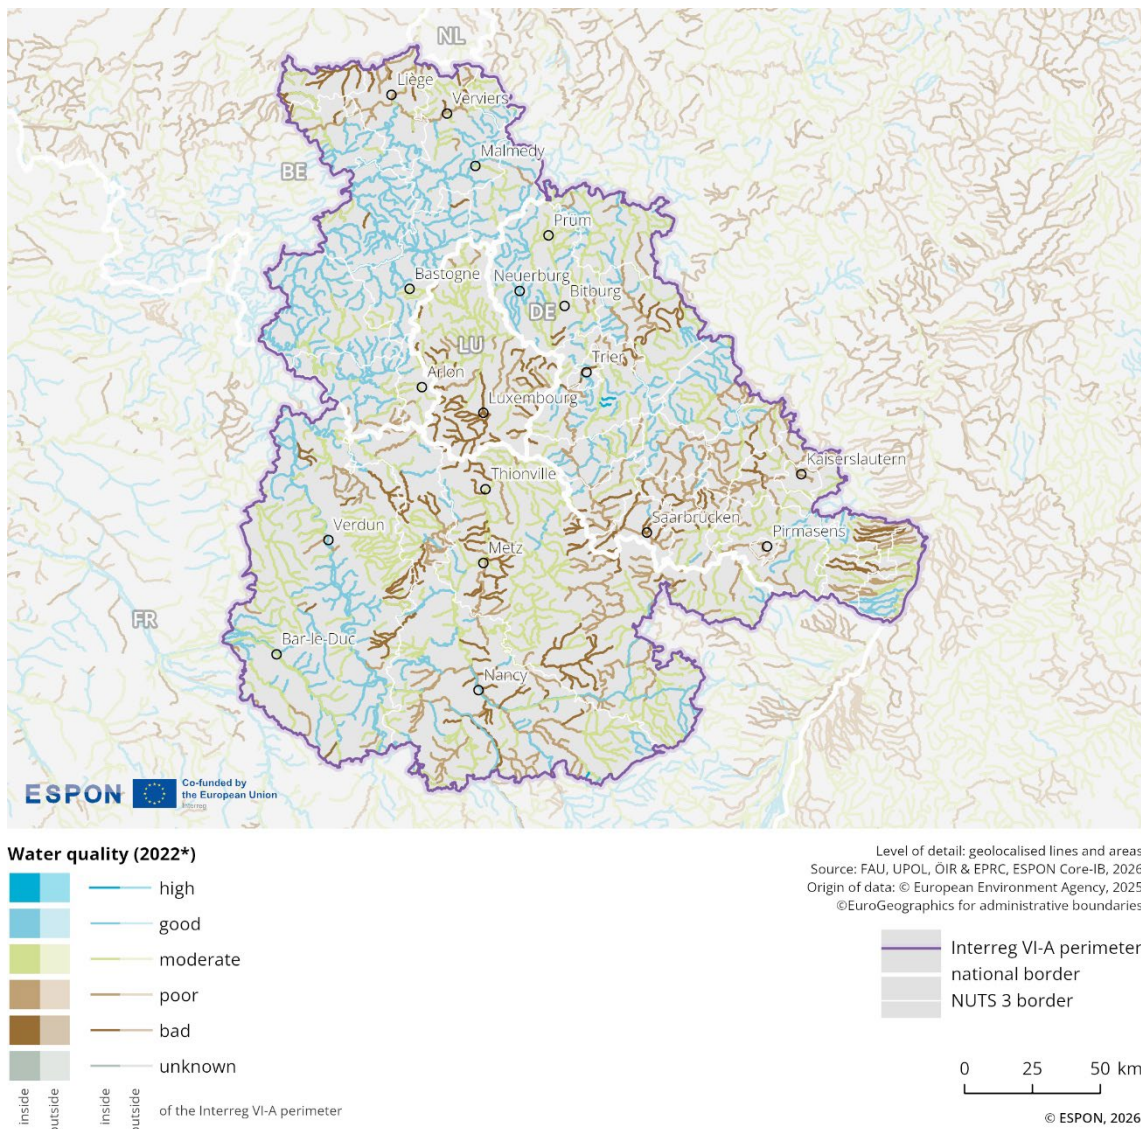 NL
Liège
Verviers
Malmedy
BE
Prum
Bastogne
Neuerburg
Bitburg
DE
LU
Trier
Arlon
Luxembourg
Kaiserslautern
Thionville
Saarbrücken
Verdun
Pirmasens
Metz
FR
Bar-le-Duc
Nancy
ESPON
Co-funded by
the European Union
Interreg
Water quality (2022*)
high
good
moderate
poor
bad
unknown
inside
outside
inside
outside
of the Interreg VI-A perimeter
Level of detail: geolocalised lines and areas
Source: FAU, UPOL, ÖIR & EPRC, ESPON Core-IB, 2026
Origin of data: © European Environment Agency, 2025
©EuroGeographics for administrative boundaries
Interreg VI-A perimeter
national border
NUTS 3 border
0 25 50 km
© ESPON, 2026